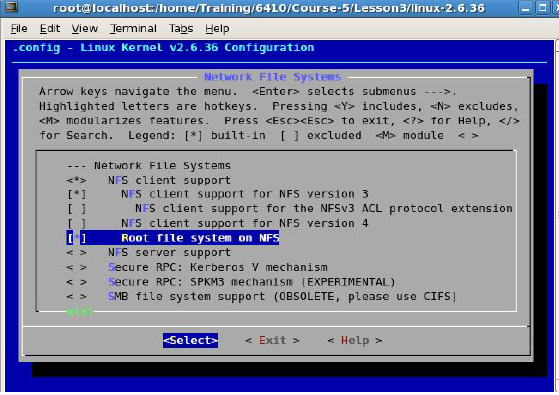 root@localhost:/home/Training/6410/Course-5/Lesson3/linux-2.6.36
File Edit View Terminal Tabs Help
.config - Linux Kernel v2.6.36 Configuration
Network File Systems
Arrow keys navigate the menu. <Enter> selects submenus --->.
Highlighted letters are hotkeys. Pressing <Y> includes, <N> excludes,
<M> modularizes features. Press <Esc><Esc> to exit, <?> for Help, </>
for Search. Legend: [*] built-in [ ] excluded <M> module < >
--- Network File Systems
<*> NFS client support
[*] NFS client support for NFS version 3
[ ] NFS client support for the NFSv3 ACL protocol extension
[ ] NFS client support for NFS version 4
[*] Root file system on NFS
< > NFS server support
< > Secure RPC: Kerberos V mechanism
< > Secure RPC: SPKM3 mechanism (EXPERIMENTAL)
< > SMB file system support (OBSOLETE, please use CIFS)
v(+)
<Select> < Exit > < Help >